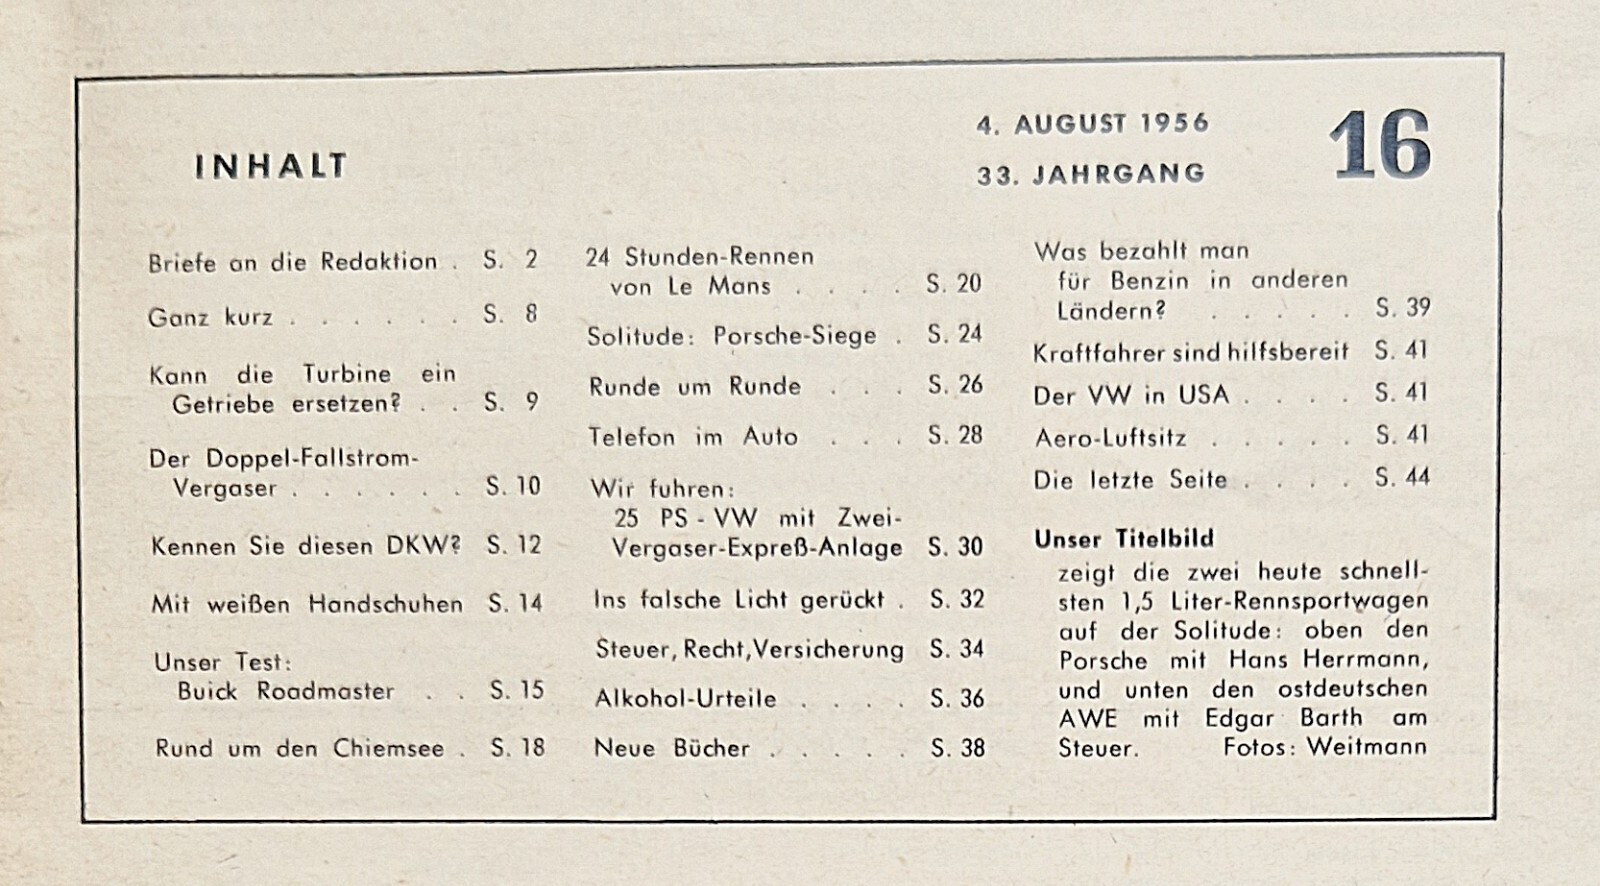 INHALT
4. AUGUST 1956
33. JAHRGANG
16
Briefe an die Redaktion . S. 2
Ganz kurz . . . . . . S. 8
Kann die Turbine ein
Getriebe ersetzen? . . S. 9
Der Doppel-Fallstrom-
Vergaser . . . . . . S. 10
Kennen Sie diesen DKW? S. 12
Mit weißen Handschuhen S. 14
Unser Test:
Buick Roadmaster . . S. 15
Rund um den Chiemsee . S. 18
24 Stunden-Rennen
von Le Mans . . . . S. 20
Solitude: Porsche-Siege . S. 24
Runde um Runde . . . S. 26
Telefon im Auto . . . S. 28
Wir fuhren:
25 PS - VW mit Zwei-
Vergaser-Expreß-Anlage S. 30
Ins falsche Licht gerückt . S. 32
Steuer, Recht, Versicherung S. 34
Alkohol-Urteile . . . . S. 36
Neue Bücher . . . . . S. 38
Was bezahlt man
für Benzin in anderen
Ländern? . . . . . S. 39
Kraftfahrer sind hilfsbereit S. 41
Der VW in USA . . . . S. 41
Aero-Luftsitz . . . . . S. 41
Die letzte Seite . . . . S. 44
Unser Titelbild
zeigt die zwei heute schnell-
sten 1,5 Liter-Rennsportwagen
auf der Solitude: oben den
Porsche mit Hans Herrmann,
und unten den ostdeutschen
AWE mit Edgar Barth am
Steuer. Fotos: Weitmann